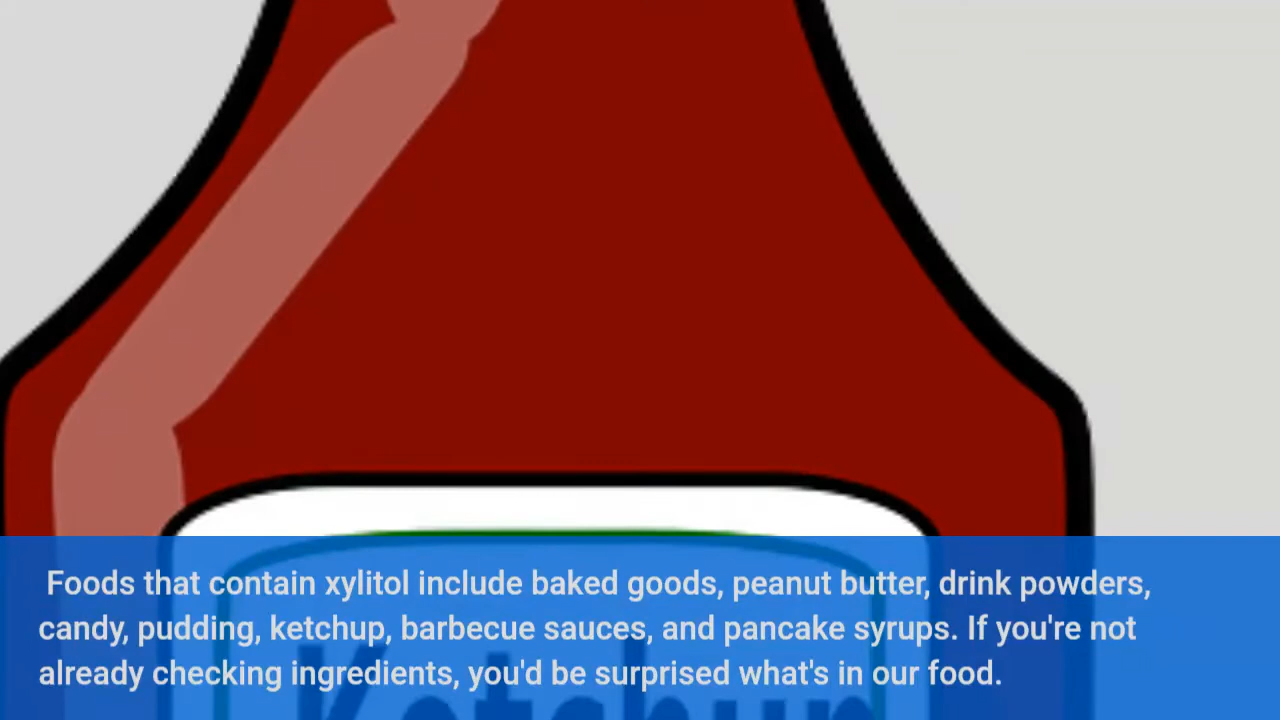 Foods that contain xylitol include baked goods, peanut butter, drink powders,
candy, pudding, ketchup, barbecue sauces, and pancake syrups. If you're not
already checking ingredients, you'd be surprised what's in our food.
Ketchup